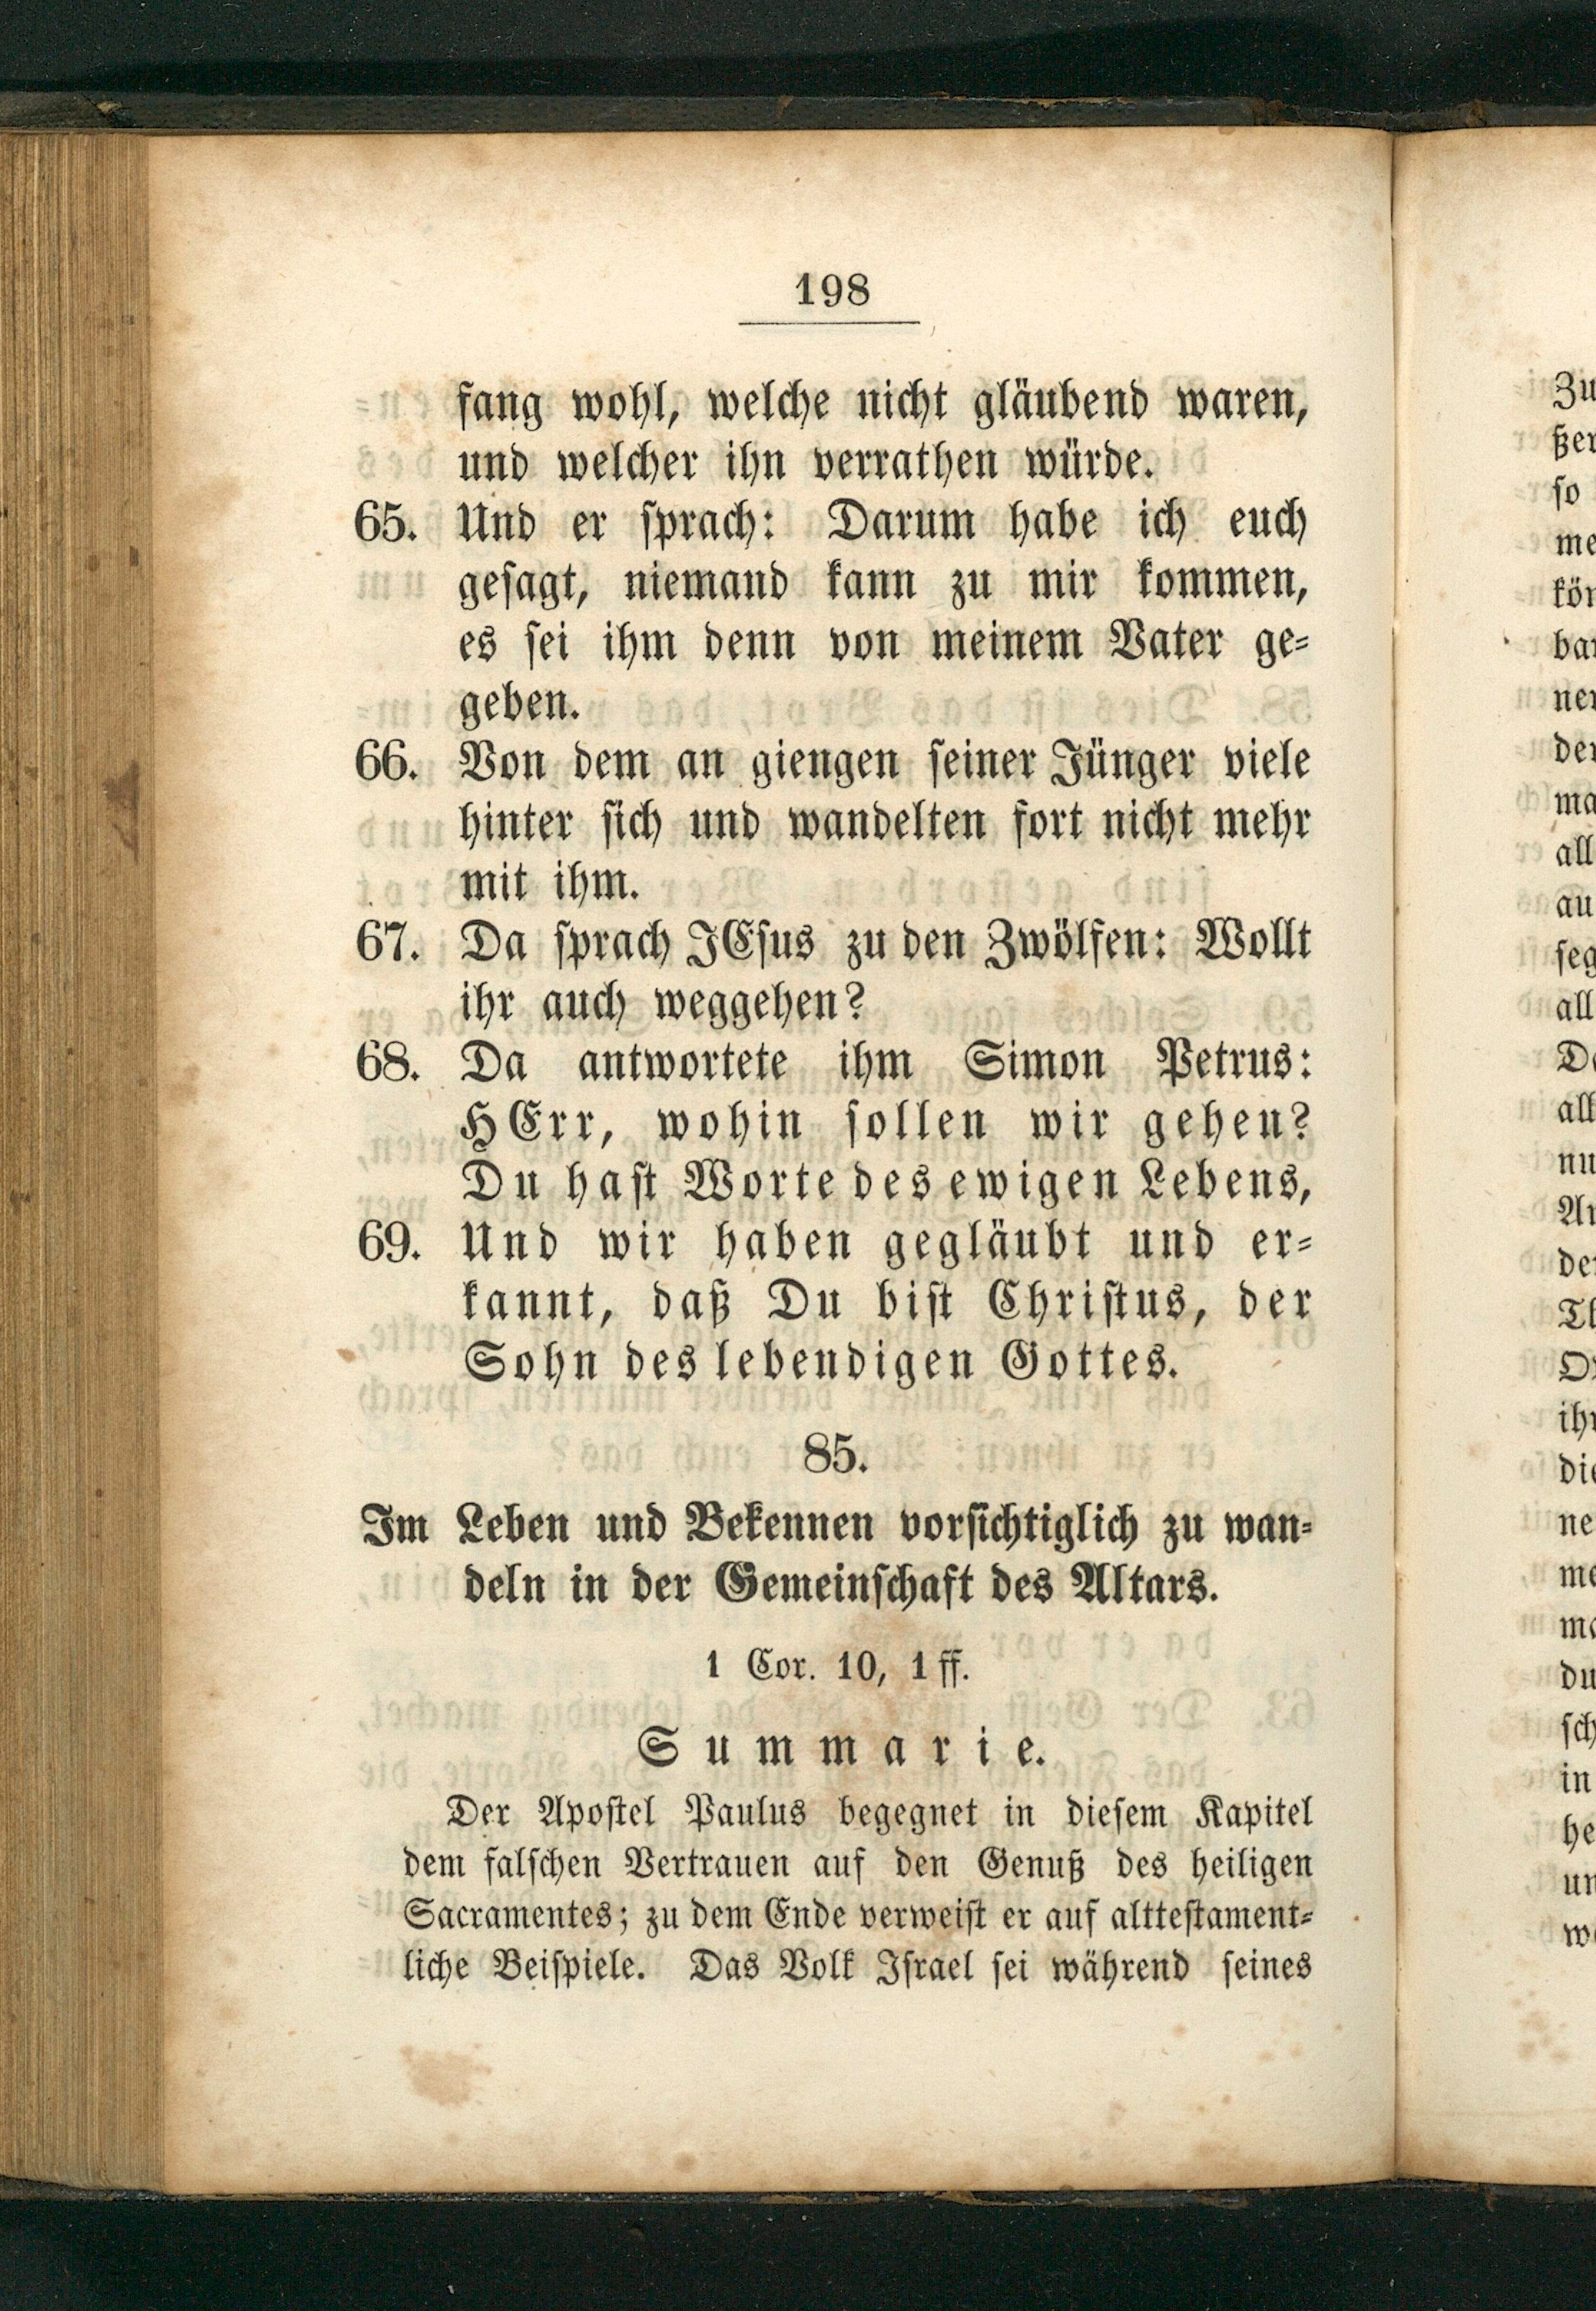 198
fang wohl, welche nicht gläubend waren,
und welcher ihn verrathen würde.
65. Und er sprach: Darum habe ich euch
gesagt, niemand kann zu mir kommen,
es sei ihm denn von meinem Vater ge-
geben.
66. Von dem an giengen seiner Jünger viele
hinter sich und wandelten fort nicht mehr
mit ihm.
67. Da sprach JEsus zu den Zwölfen: Wollt
ihr auch weggehen?
68. Da antwortete ihm Simon Petrus:
HErr, wohin sollen wir gehen?
Du hast Worte des ewigen Lebens,
69. Und wir haben gegläubt und er-
kannt, daß Du bist Christus, der
Sohn des lebendigen Gottes.
85.
Im Leben und Bekennen vorsichtiglich zu wan-
deln in der Gemeinschaft des Altars.
1 Cor. 10, 1 ff.
Summarie.
Der Apostel Paulus begegnet in diesem Kapitel
dem falschen Vertrauen auf den Genuß des heiligen
Sacramentes; zu dem Ende verweist er auf alttestament-
liche Beispiele. Das Volk Israel sei während seines